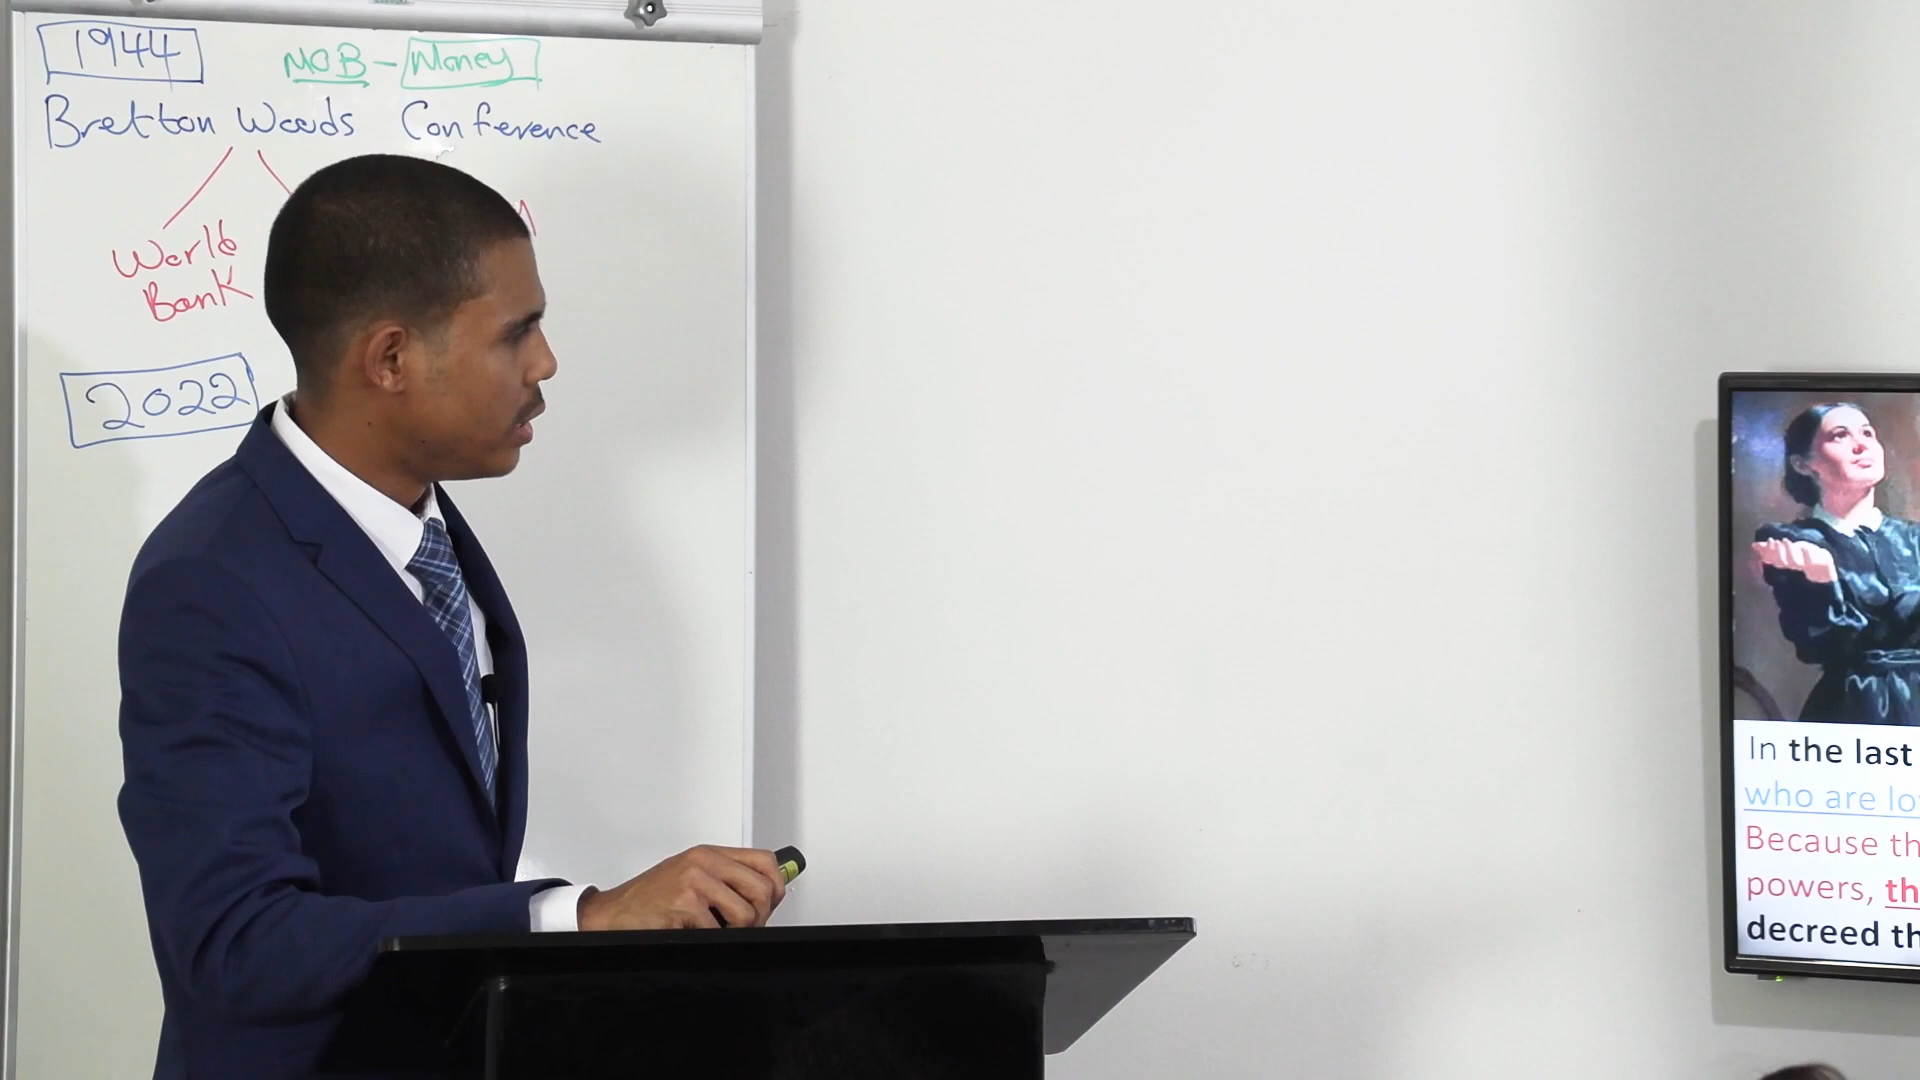 1944
MOB - Money
Bretton Woods Conference
World
Bank
2022
In the last
who are lo
Because th
powers, th
decreed th